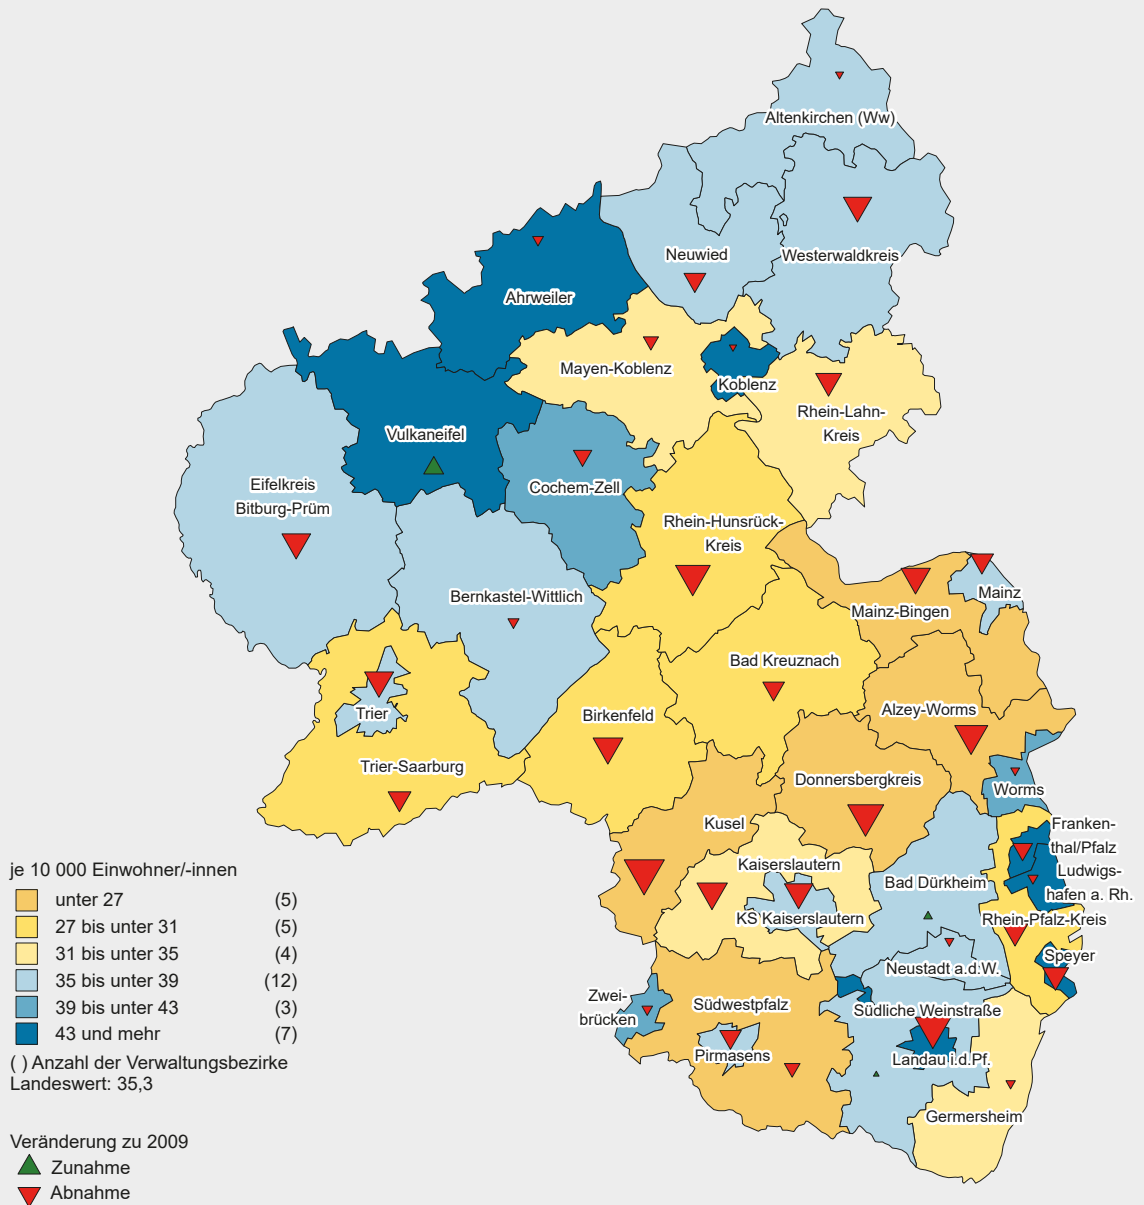 Altenkirchen (Ww)
Neuwied
Westerwaldkreis
Ahrweiler
Mayen-Koblenz
Koblenz
Rhein-Lahn-
Kreis
Vulkaneifel
Cochem-Zell
Eifelkreis
Bitburg-Prüm
Rhein-Hunsrück-
Kreis
Bernkastel-Wittlich
Mainz
Mainz-Bingen
Bad Kreuznach
Trier
Birkenfeld
Alzey-Worms
Trier-Saarburg
Donnersbergkreis
Worms
Kusel
Franken-
thal/Pfalz
Kaiserslautern
Ludwigs-
hafen a. Rh.
Bad Dürkheim
KS Kaiserslautern
Rhein-Pfalz-Kreis
Speyer
Neustadt a.d.W.
Zwei-
brücken
Südwestpfalz
Südliche Weinstraße
Pirmasens
Landau i.d.Pf.
Germersheim
je 10 000 Einwohner/-innen
unter 27 (5)
27 bis unter 31 (5)
31 bis unter 35 (4)
35 bis unter 39 (12)
39 bis unter 43 (3)
43 und mehr (7)
( ) Anzahl der Verwaltungsbezirke
Landeswert: 35,3
Veränderung zu 2009
Zunahme
Abnahme